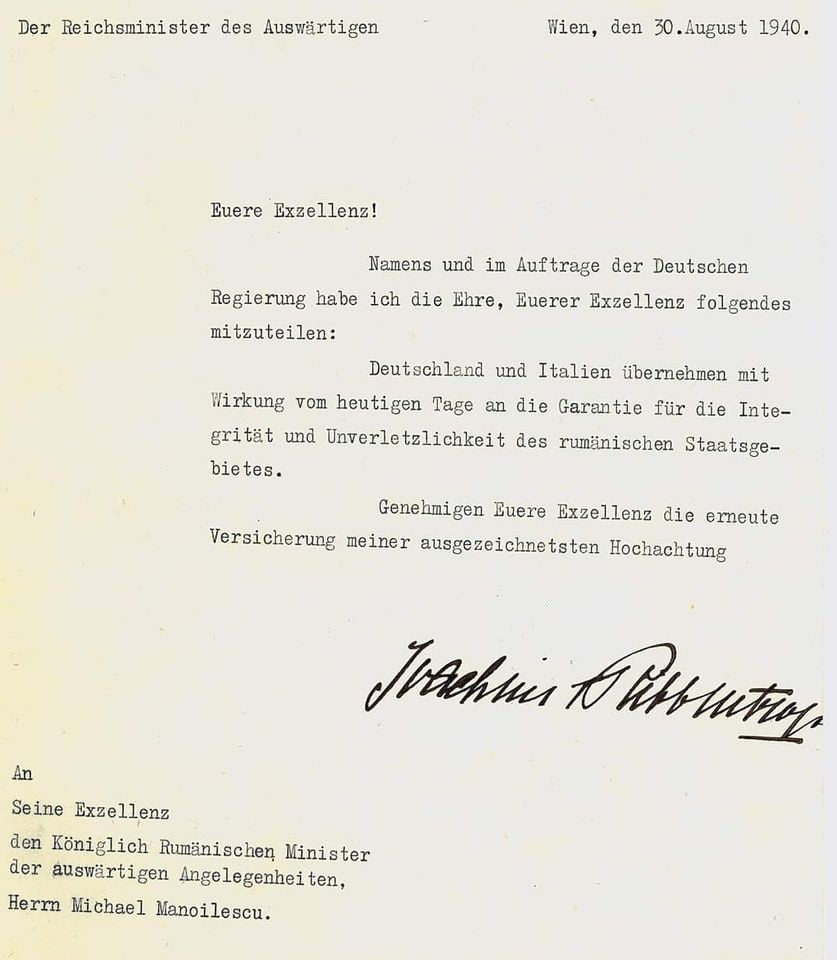 Der Reichsminister des Auswärtigen Wien, den 30.August 1940.
Euere Exzellenz!
Namens und im Auftrage der Deutschen
Regierung habe ich die Ehre, Euerer Exzellenz folgendes
mitzuteilen:
Deutschland und Italien übernehmen mit
Wirkung vom heutigen Tage an die Garantie für die Inte-
grität und Unverletzlichkeit des rumänischen Staatsge-
bietes.
Genehmigen Euere Exzellenz die erneute
Versicherung meiner ausgezeichnetsten Hochachtung
Joachim v Ribbentrop
An
Seine Exzellenz
den Königlich Rumänischen Minister
der auswärtigen Angelegenheiten,
Herrn Michael Manoilescu.